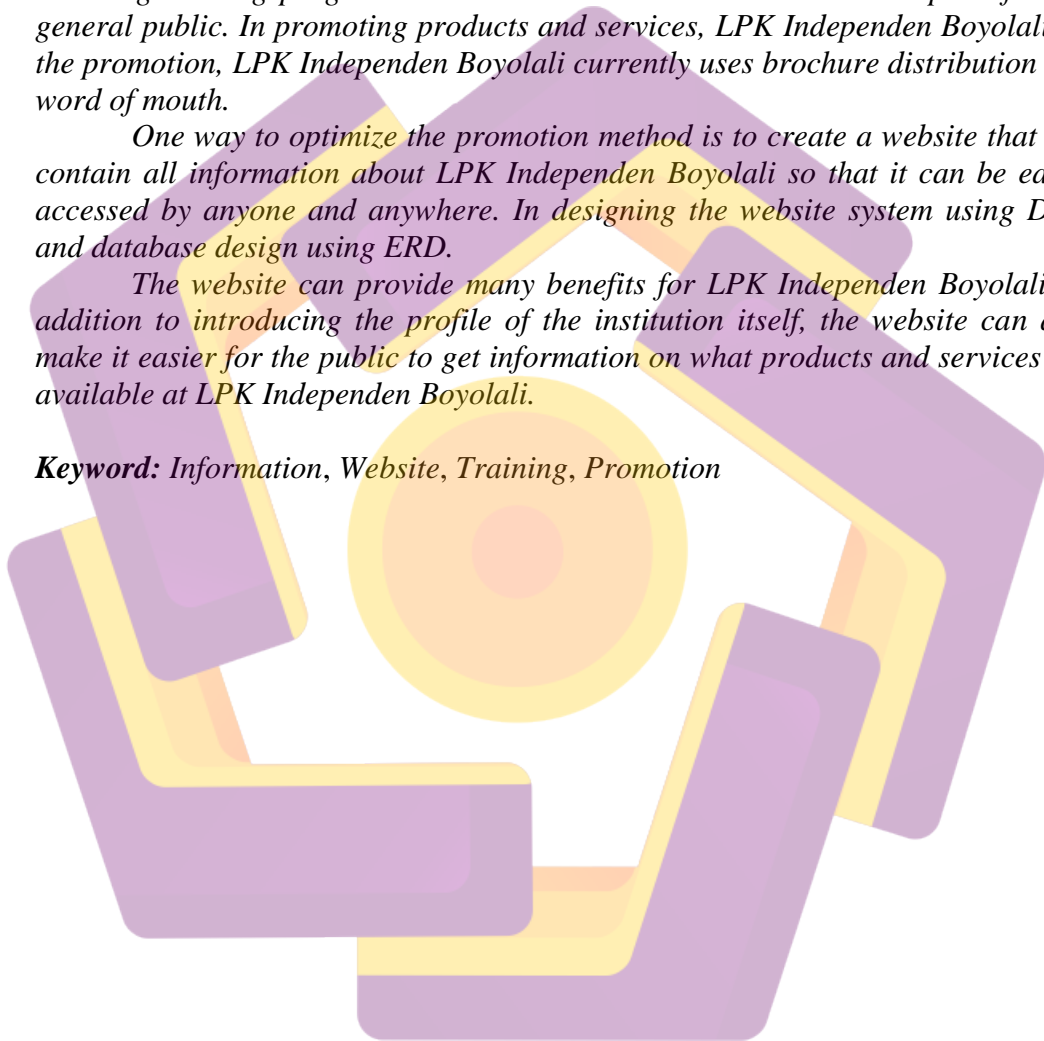 general public. In promoting products and services, LPK Independen Boyolali
the promotion, LPK Independen Boyolali currently uses brochure distribution
word of mouth.
One way to optimize the promotion method is to create a website that
contain all information about LPK Independen Boyolali so that it can be
accessed by anyone and anywhere. In designing the website system using
and database design using ERD.
The website can provide many benefits for LPK Independen Boyolali
addition to introducing the profile of the institution itself, the website can
make it easier for the public to get information on what products and services
available at LPK Independen Boyolali.
Keyword: Information, Website, Training, Promotion